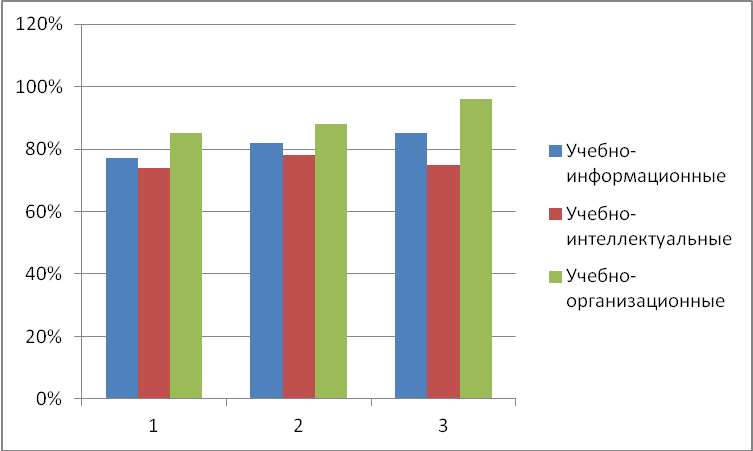 120%
100%
80%
60%
40%
20%
0%
1 2 3
Учебно-
информационные
Учебно-
интеллектуальные
Учебно-
организационные